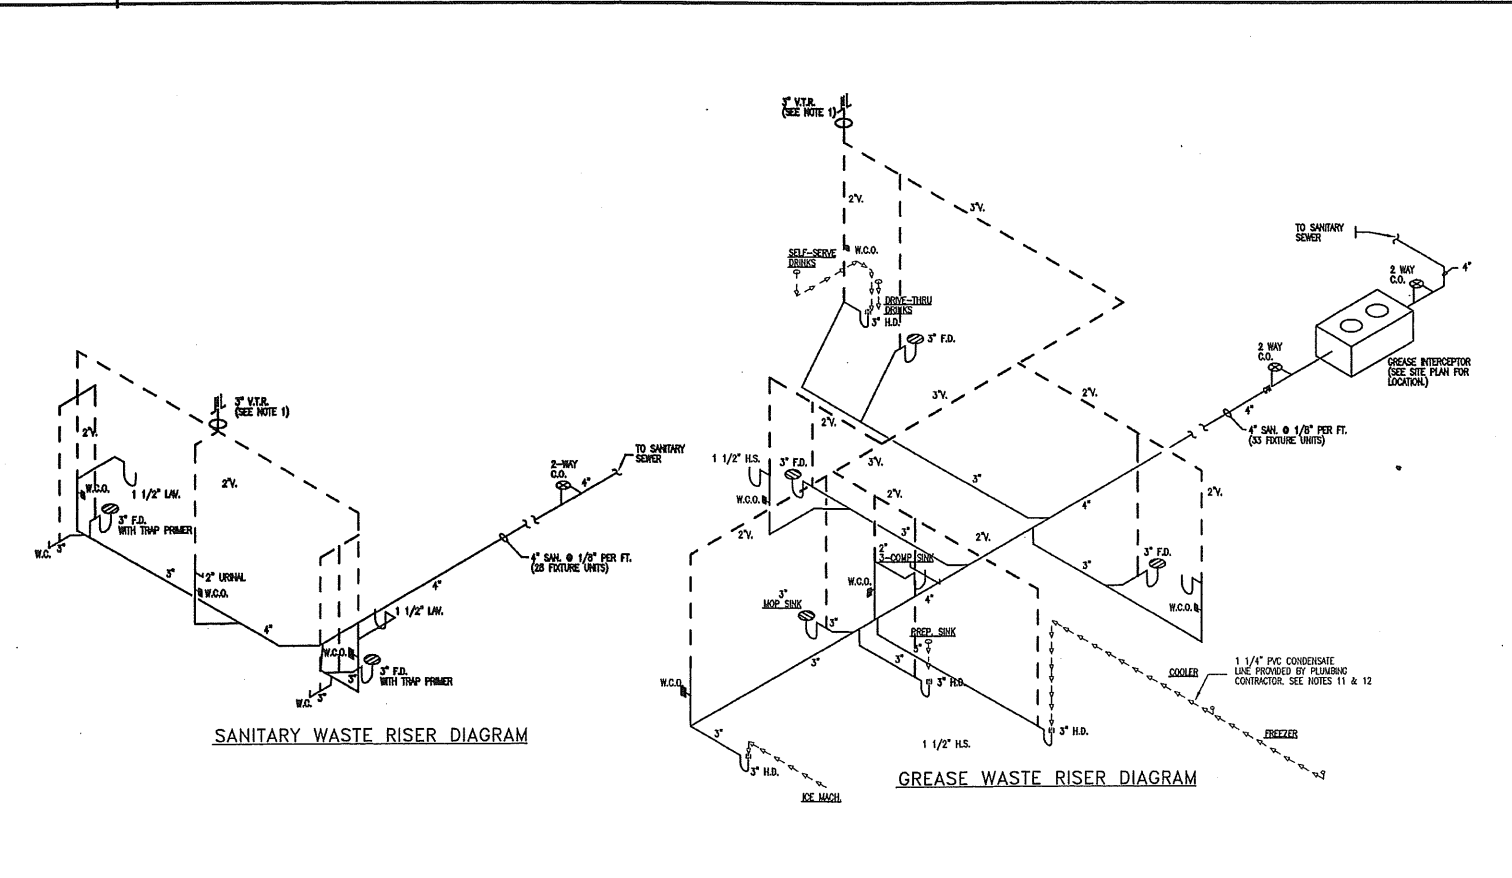 3" V.T.R.
(SEE NOTE 1)
2"V.
3"V.
W.C.O.
SELF-SERVE
DRINKS
DRIVE-THRU
DRINKS
3" H.D.
3" F.D.
TO SANITARY
SEWER
2 WAY
C.O.
4"
2 WAY
C.O.
GREASE INTERCEPTOR
(SEE SITE PLAN FOR
LOCATION.)
4"
4" SAN. @ 1/8" PER FT.
(33 FIXTURE UNITS)
3"V.
2"V.
2"V.
3"V.
1 1/2" H.S.
3" F.D.
W.C.O.
2"V.
2"V.
3"
4"
2"V.
3"
2"V.
2"
3-COMP. SINK
W.C.O.
4"
3"
3" F.D.
W.C.O.
3"
MOP SINK
3"
PREP. SINK
3"
3"
3"
3" H.D.
W.C.O.
3"
3" H.D.
ICE MACH.
3" H.D.
1 1/2" H.S.
COOLER
1 1/4" PVC CONDENSATE
LINE PROVIDED BY PLUMBING
CONTRACTOR. SEE NOTES 11 & 12
FREEZER
GREASE WASTE RISER DIAGRAM
3" V.T.R.
(SEE NOTE 1)
2"V.
2"V.
W.C.O.
1 1/2" LAV.
3" F.D.
WITH TRAP PRIMER
W.C.
3"
3"
2" URINAL
W.C.O.
4"
2-WAY
C.O.
4"
TO SANITARY
SEWER
4" SAN. @ 1/8" PER FT.
(28 FIXTURE UNITS)
4"
1 1/2" LAV.
W.C.O.
3" F.D.
WITH TRAP PRIMER
3"
W.C.
3"
SANITARY WASTE RISER DIAGRAM